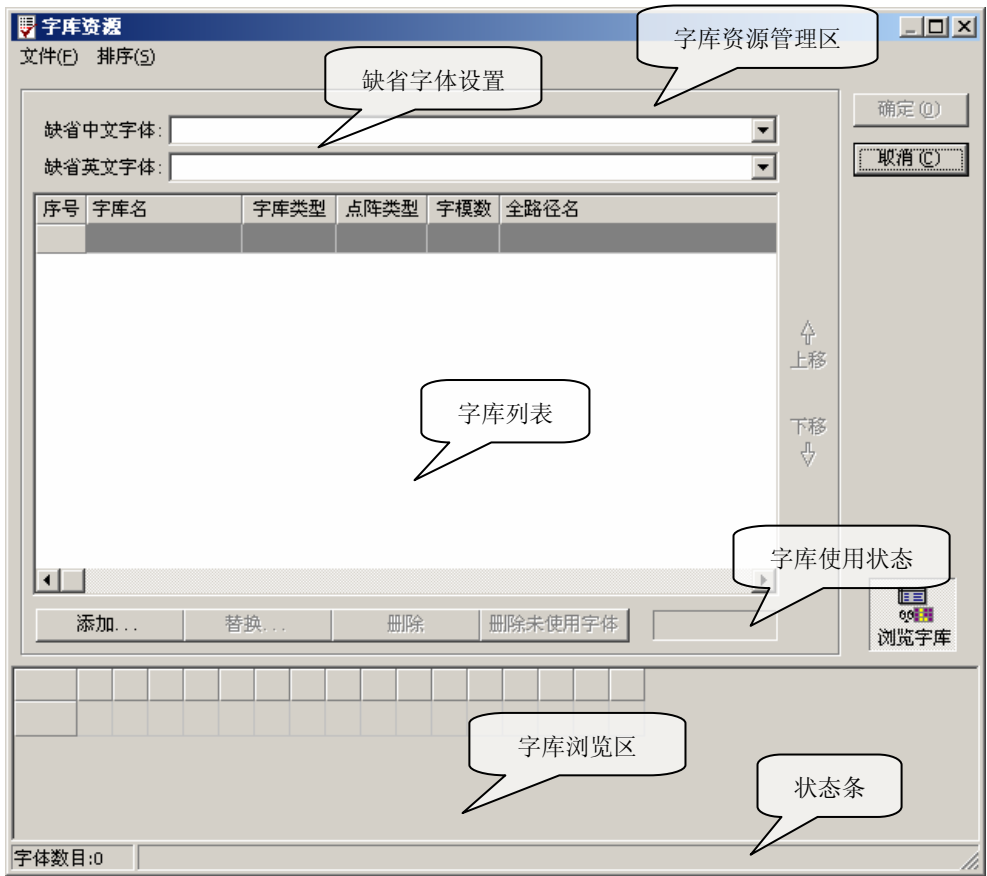 字库资源
字库资源管理区
文件(F) 排序(S)
缺省字体设置
确定(O)
缺省中文字体:
取消(C)
缺省英文字体:
序号 字库名 字库类型 点阵类型 字模数 全路径名
上移
字库列表
下移
字库使用状态
添加... 替换... 删除 删除未使用字体
浏览字库
字库浏览区
状态条
字体数目:0